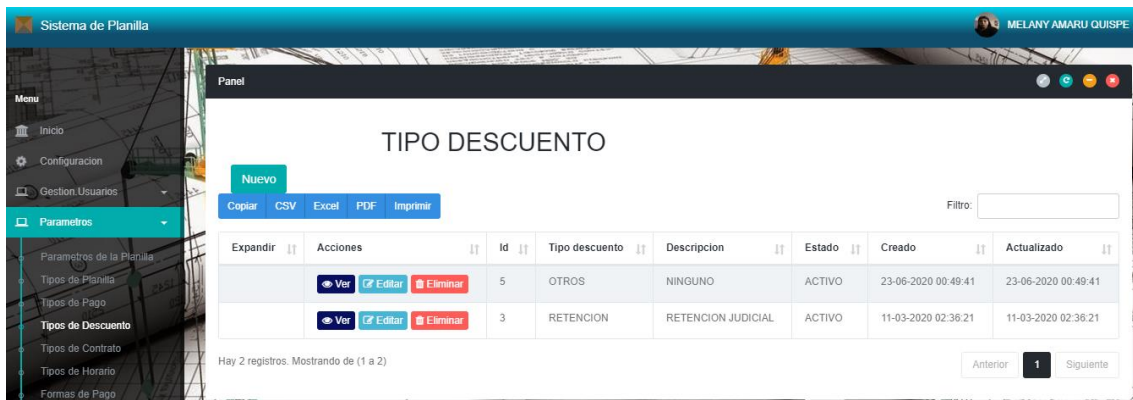 Sistema de Planilla
MELANY AMARU QUISPE
Menu
Inicio
Configuracion
Gestion.Usuarios
Parametros
Parametros de la Planilla
Tipos de Planilla
Tipos de Pago
Tipos de Descuento
Tipos de Contrato
Tipos de Horario
Formas de Pago
Panel
TIPO DESCUENTO
Nuevo
Copiar CSV Excel PDF Imprimir
Filtro:
Expandir Acciones Id Tipo descuento Descripcion Estado Creado Actualizado
Ver Editar Eliminar 5 OTROS NINGUNO ACTIVO 23-06-2020 00:49:41 23-06-2020 00:49:41
Ver Editar Eliminar 3 RETENCION RETENCION JUDICIAL ACTIVO 11-03-2020 02:36:21 11-03-2020 02:36:21
Hay 2 registros. Mostrando de (1 a 2)
Anterior 1 Siguiente